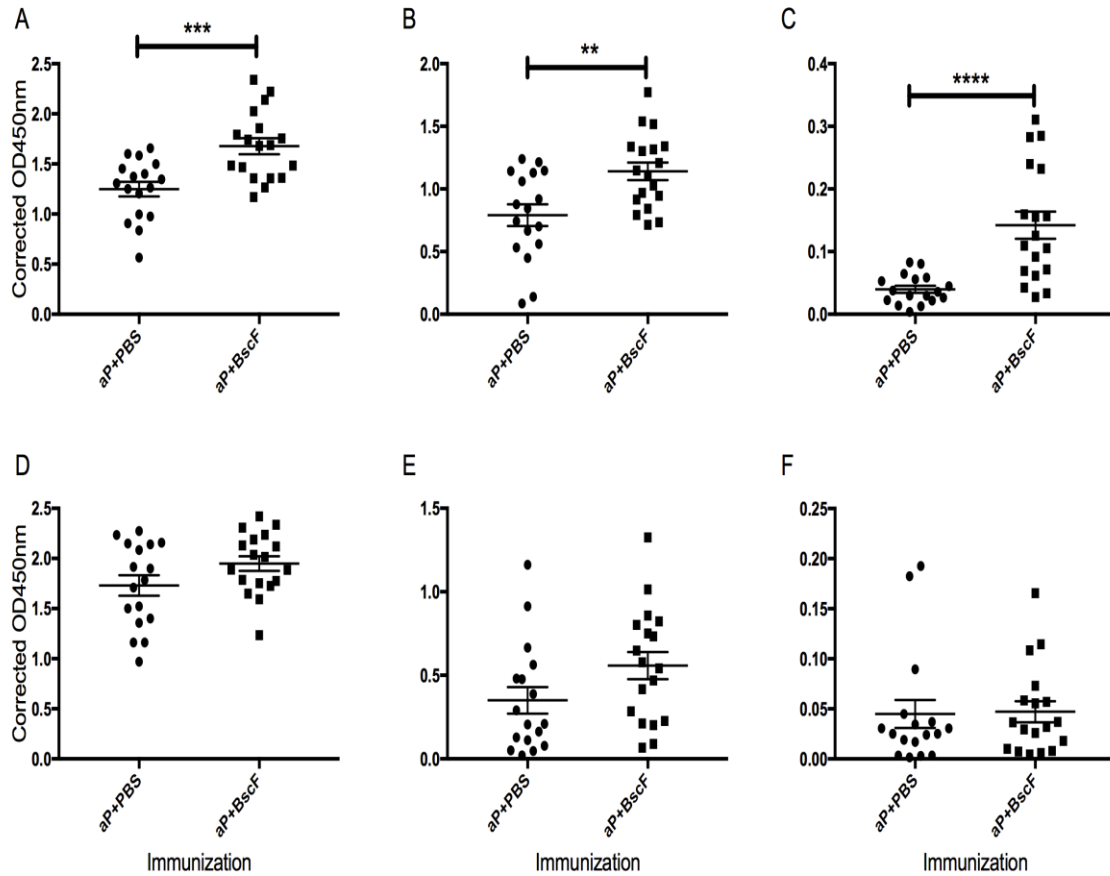 A
***
Corrected OD450nm
2.5
2.0
1.5
1.0
0.5
0.0
aP+PBS
aP+BscF
B
**
2.0
1.5
1.0
0.5
0.0
aP+PBS
aP+BscF
C
****
0.4
0.3
0.2
0.1
0.0
aP+PBS
aP+BscF
D
Corrected OD450nm
2.5
2.0
1.5
1.0
0.5
0.0
aP+PBS
aP+BscF
Immunization
E
1.5
1.0
0.5
0.0
aP+PBS
aP+BscF
Immunization
F
0.25
0.20
0.15
0.10
0.05
0.00
aP+PBS
aP+BscF
Immunization